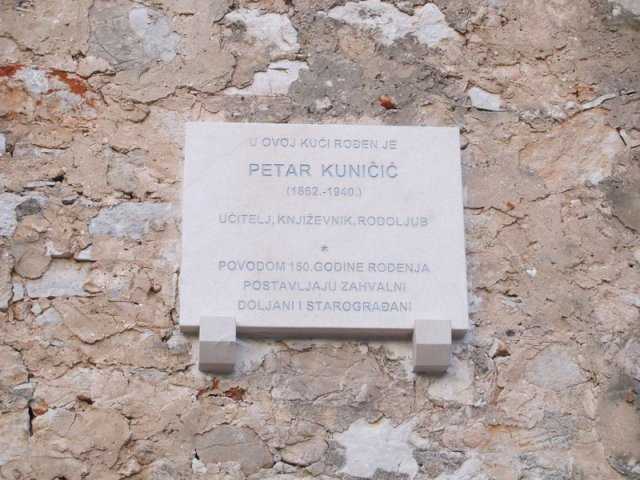 U OVOJ KUĆI ROĐEN JE
PETAR KUNIČIĆ
(1862.-1940.)
UČITELJ, KNJIŽEVNIK, RODOLJUB
*
POVODOM 150.GODINE ROĐENJA
POSTAVLJAJU ZAHVALNI
DOLJANI I STAROGRAĐANI